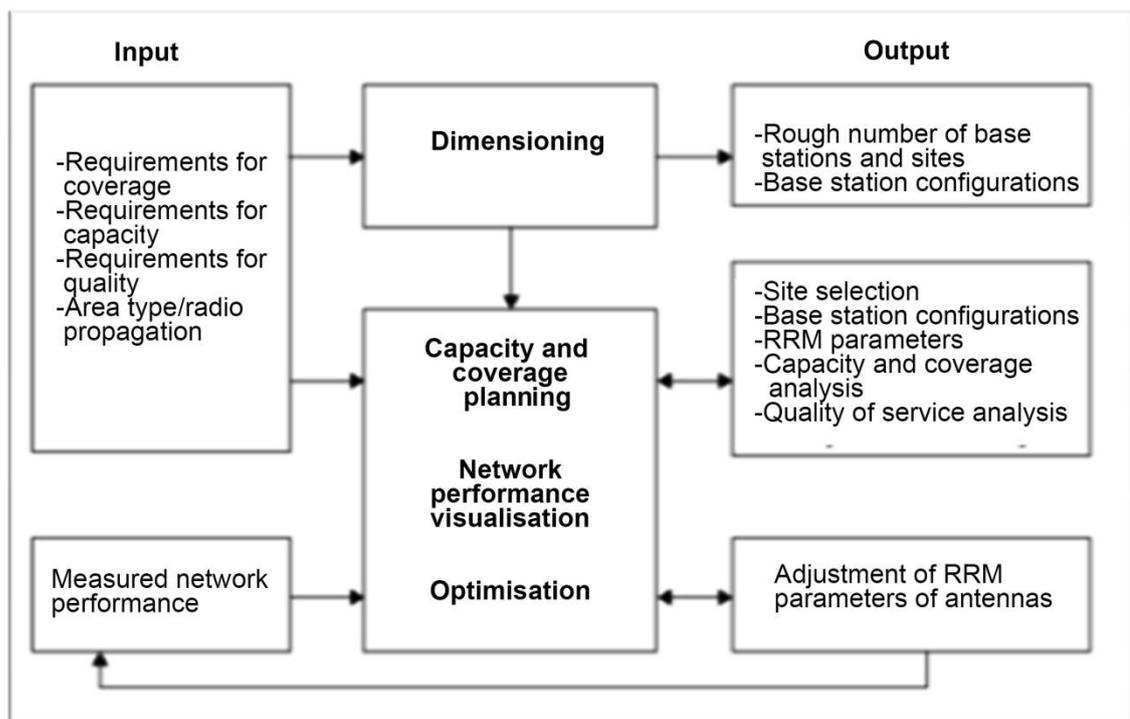 Input
Output
-Requirements for
coverage
-Requirements for
capacity
-Requirements for
quality
-Area type/radio
propagation
Dimensioning
-Rough number of base
stations and sites
-Base station configurations
Capacity and
coverage
planning
Network
performance
visualisation
Optimisation
-Site selection
-Base station configurations
-RRM parameters
-Capacity and coverage
analysis
-Quality of service analysis
Measured network
performance
Adjustment of RRM
parameters of antennas